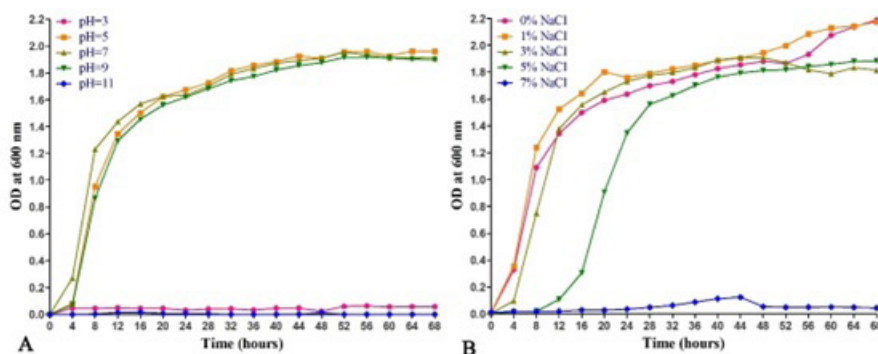 pH=3
pH=5
pH=7
pH=9
pH=11
2.2
2.0
1.8
1.6
1.4
1.2
1.0
0.8
0.6
0.4
0.2
0.0
OD at 600 nm
0 4 8 12 16 20 24 28 32 36 40 44 48 52 56 60 64 68
A
Time (hours)
0% NaCl
1% NaCl
3% NaCl
5% NaCl
7% NaCl
2.2
2.0
1.8
1.6
1.4
1.2
1.0
0.8
0.6
0.4
0.2
0.0
OD at 600 nm
0 4 8 12 16 20 24 28 32 36 40 44 48 52 56 60 64 68
B
Time (hours)